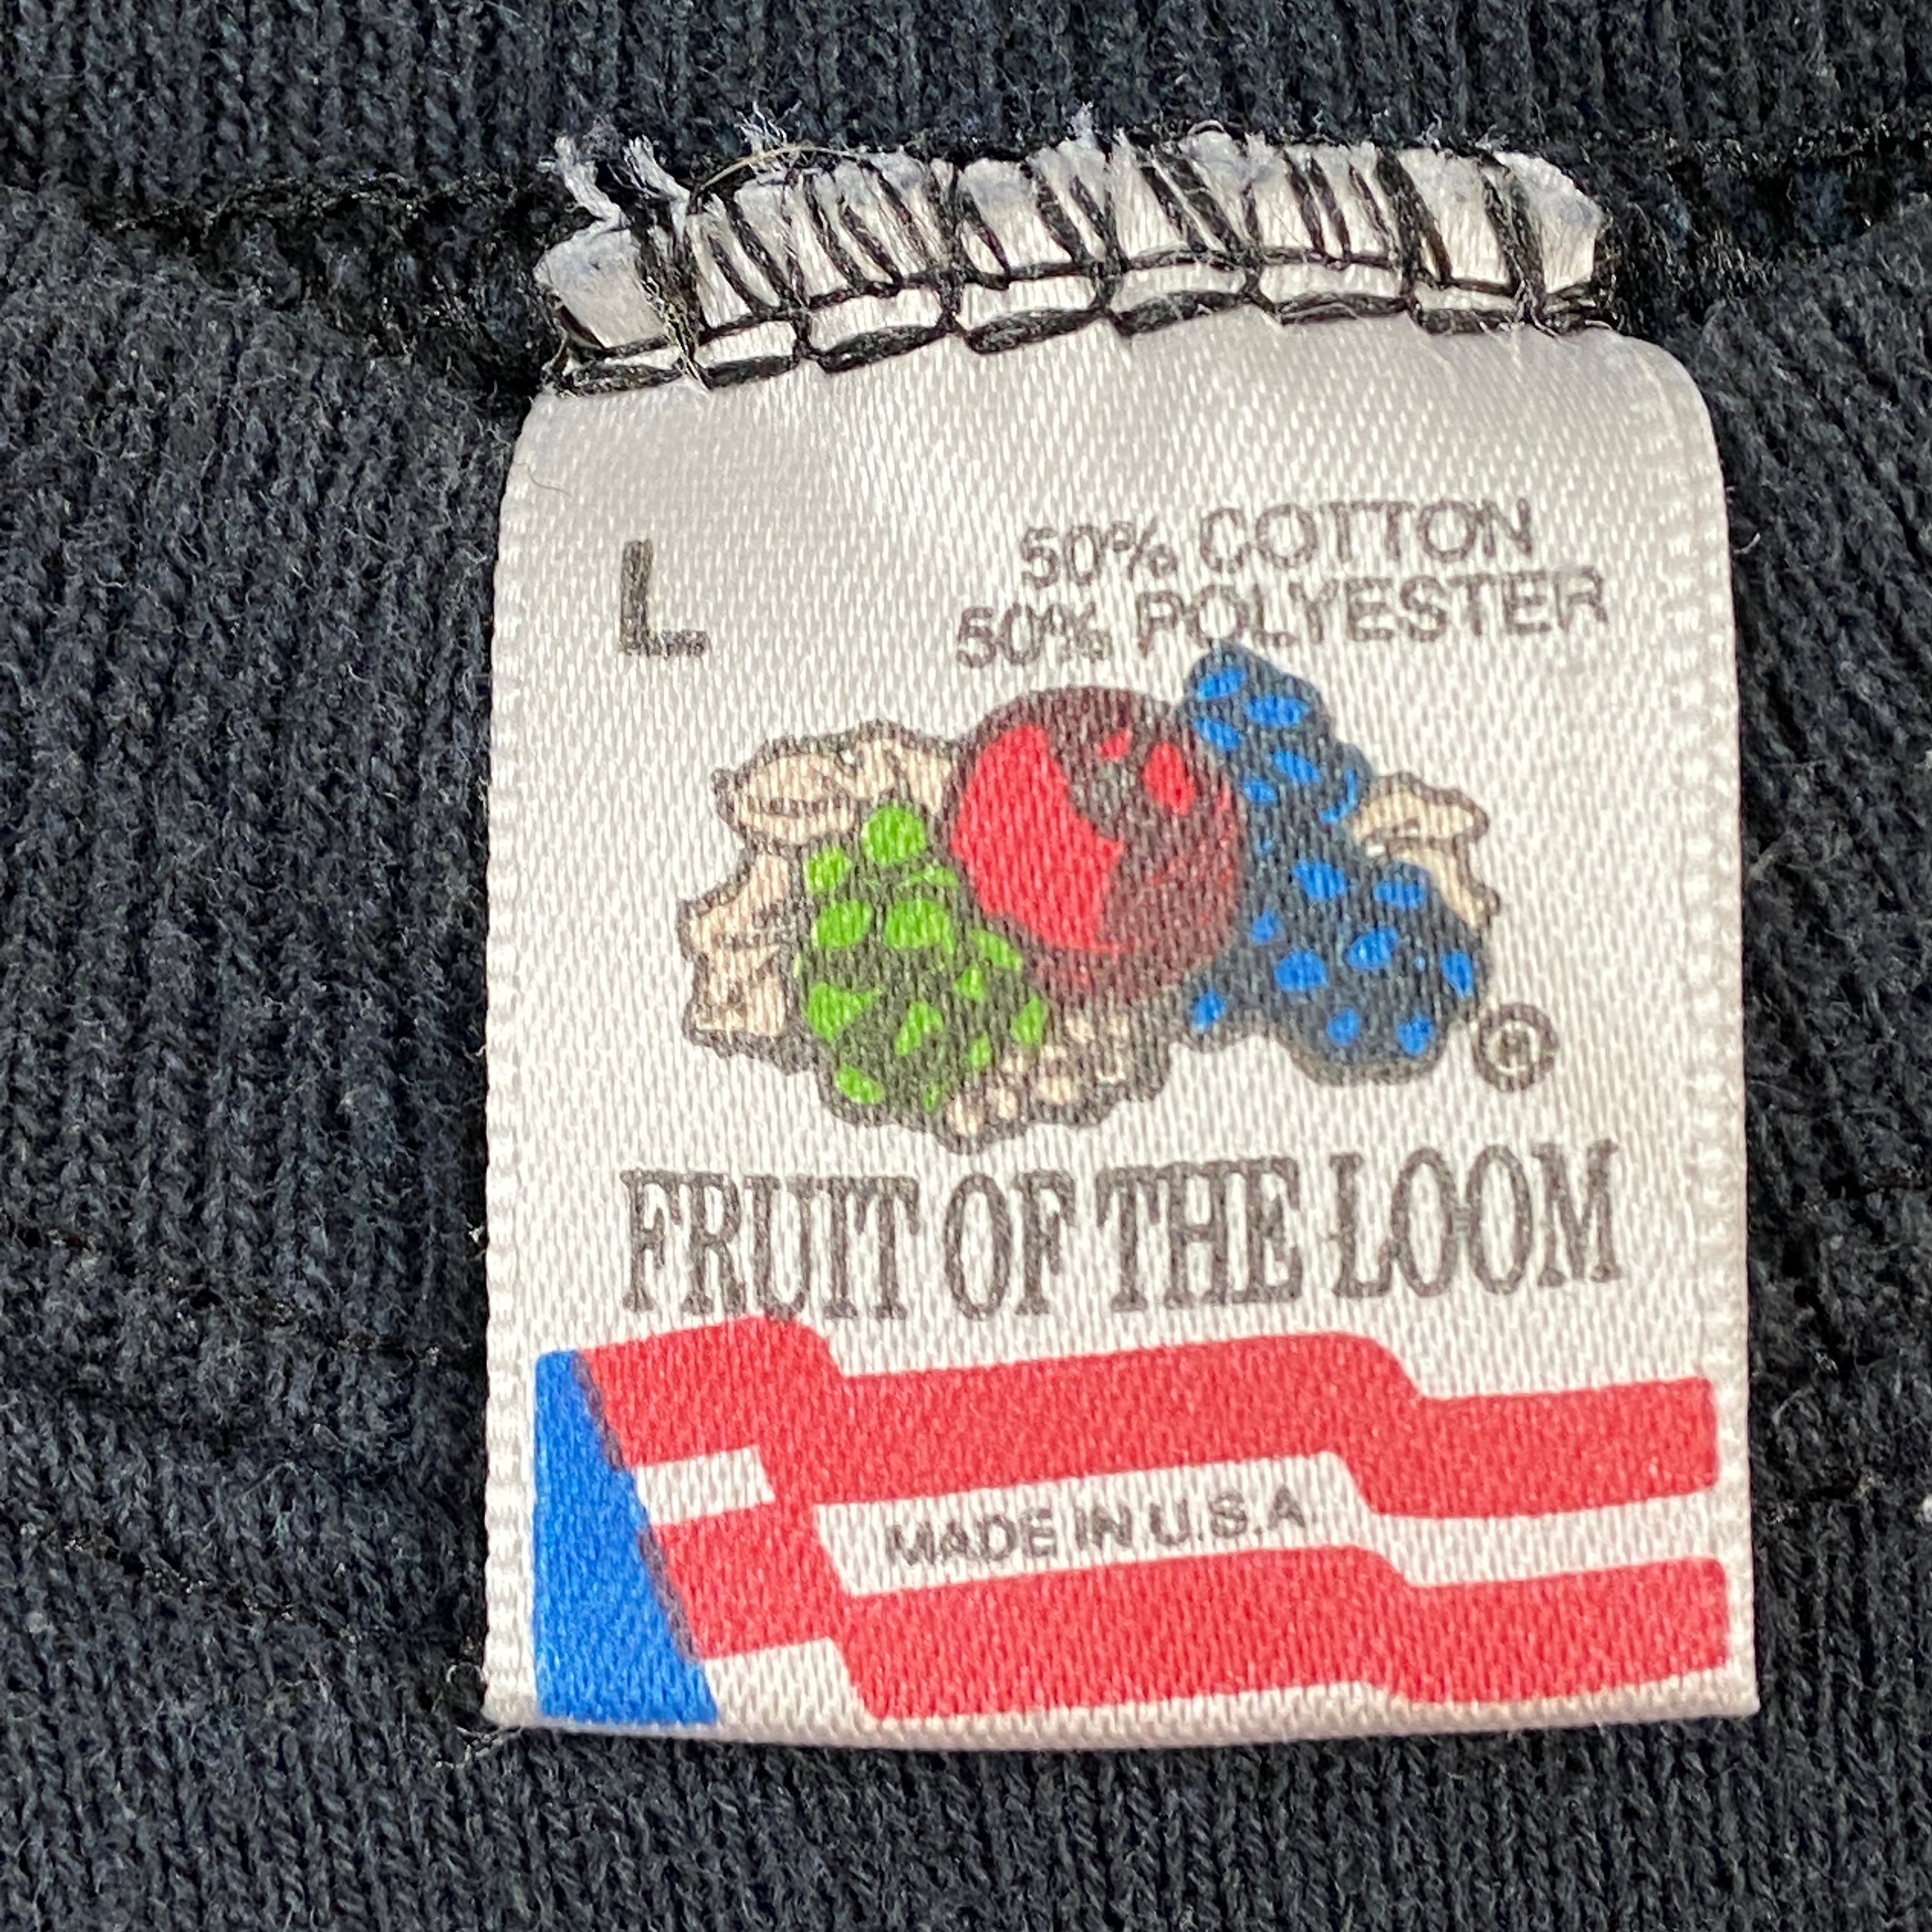 L
50% COTTON
50% POLYESTER
®
FRUIT OF THE LOOM
MADE IN U.S.A